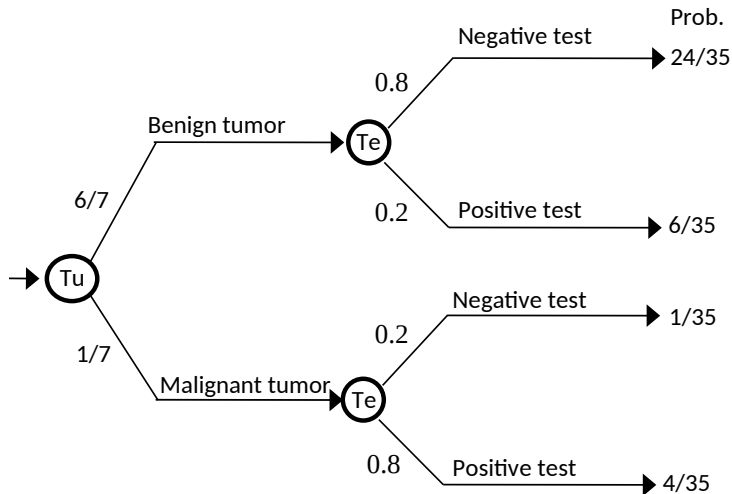 Prob.
Negative test
24/35
0.8
Benign tumor
Te
6/7
0.2
Positive test
6/35
Tu
Negative test
1/35
0.2
1/7
Malignant tumor
Te
0.8
Positive test
4/35